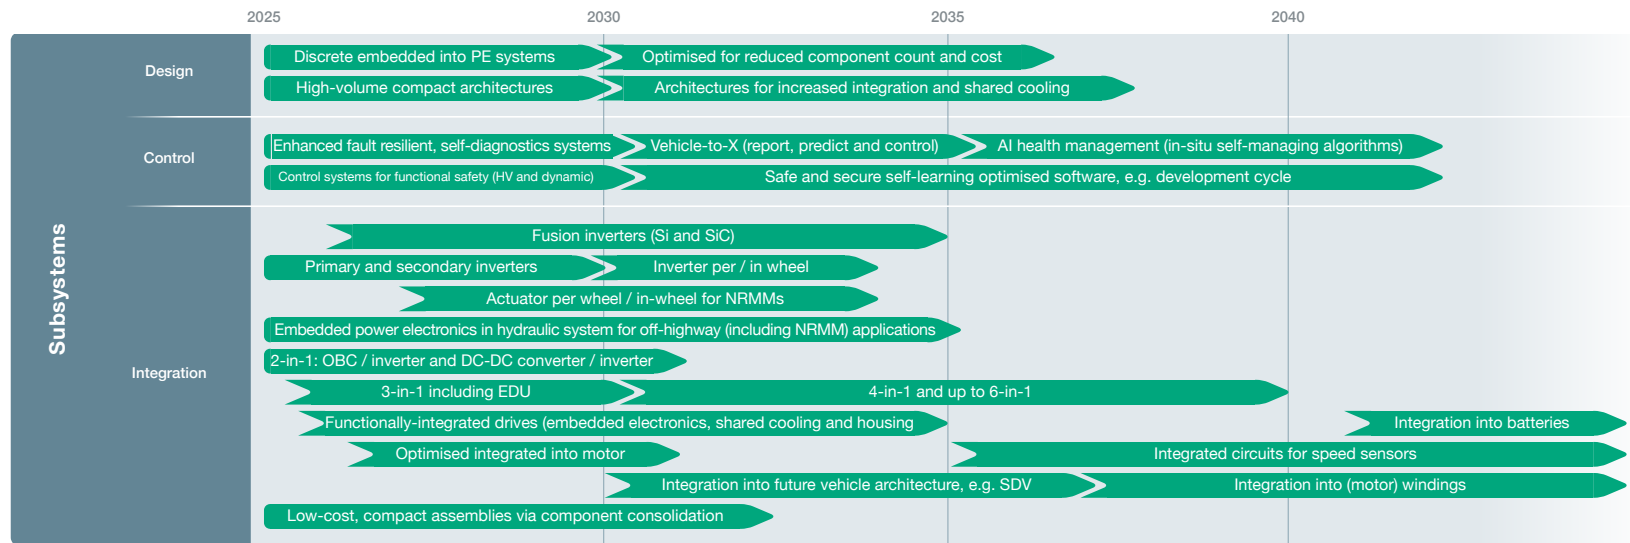 2025 2030 2035 2040
Subsystems
Design
Discrete embedded into PE systems Optimised for reduced component count and cost
High-volume compact architectures Architectures for increased integration and shared cooling
Control
Enhanced fault resilient, self-diagnostics systems Vehicle-to-X (report, predict and control) AI health management (in-situ self-managing algorithms)
Control systems for functional safety (HV and dynamic) Safe and secure self-learning optimised software, e.g. development cycle
Integration
Fusion inverters (Si and SiC)
Primary and secondary inverters Inverter per / in wheel
Actuator per wheel / in-wheel for NRMMs
Embedded power electronics in hydraulic system for off-highway (including NRMM) applications
2-in-1: OBC / inverter and DC-DC converter / inverter
3-in-1 including EDU 4-in-1 and up to 6-in-1
Functionally-integrated drives (embedded electronics, shared cooling and housing Integration into batteries
Optimised integrated into motor Integrated circuits for speed sensors
Integration into future vehicle architecture, e.g. SDV Integration into (motor) windings
Low-cost, compact assemblies via component consolidation